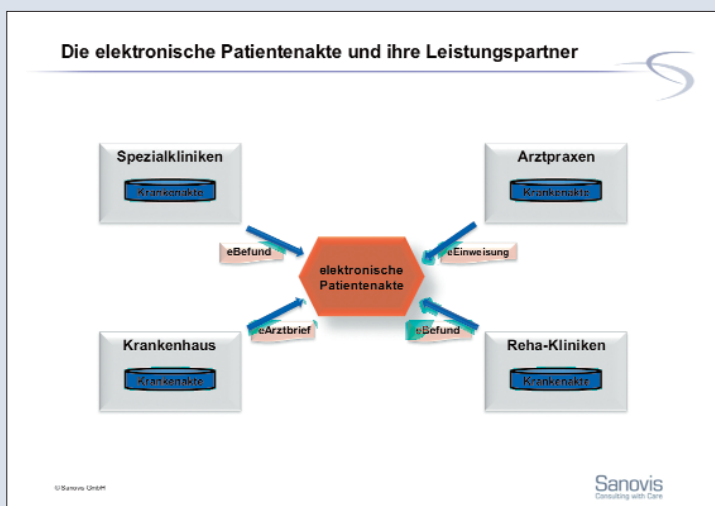 Die elektronische Patientenakte und ihre Leistungspartner
Spezialkliniken
Krankenakte
Arztpraxen
Krankenakte
eBefund
eEinweisung
elektronische
Patientenakte
eArztbrief
eBefund
Krankenhaus
Krankenakte
Reha-Kliniken
Krankenakte
© Sanovis GmbH
Sanovis
Consulting with Care